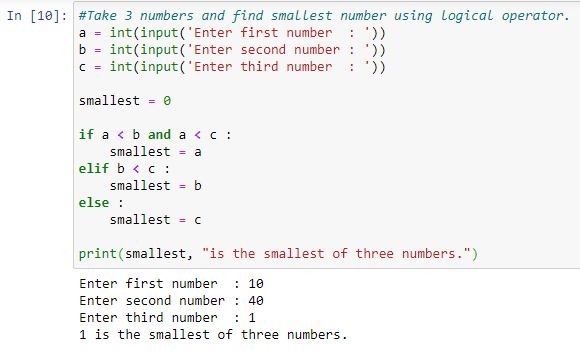 In [10]: #Take 3 numbers and find smallest number using logical operator.
a = int(input('Enter first number  : '))
b = int(input('Enter second number : '))
c = int(input('Enter third number  : '))

smallest = 0

if a < b and a < c :
    smallest = a
elif b < c :
    smallest = b
else :
    smallest = c

print(smallest, "is the smallest of three numbers.")
Enter first number  : 10
Enter second number : 40
Enter third number  : 1
1 is the smallest of three numbers.